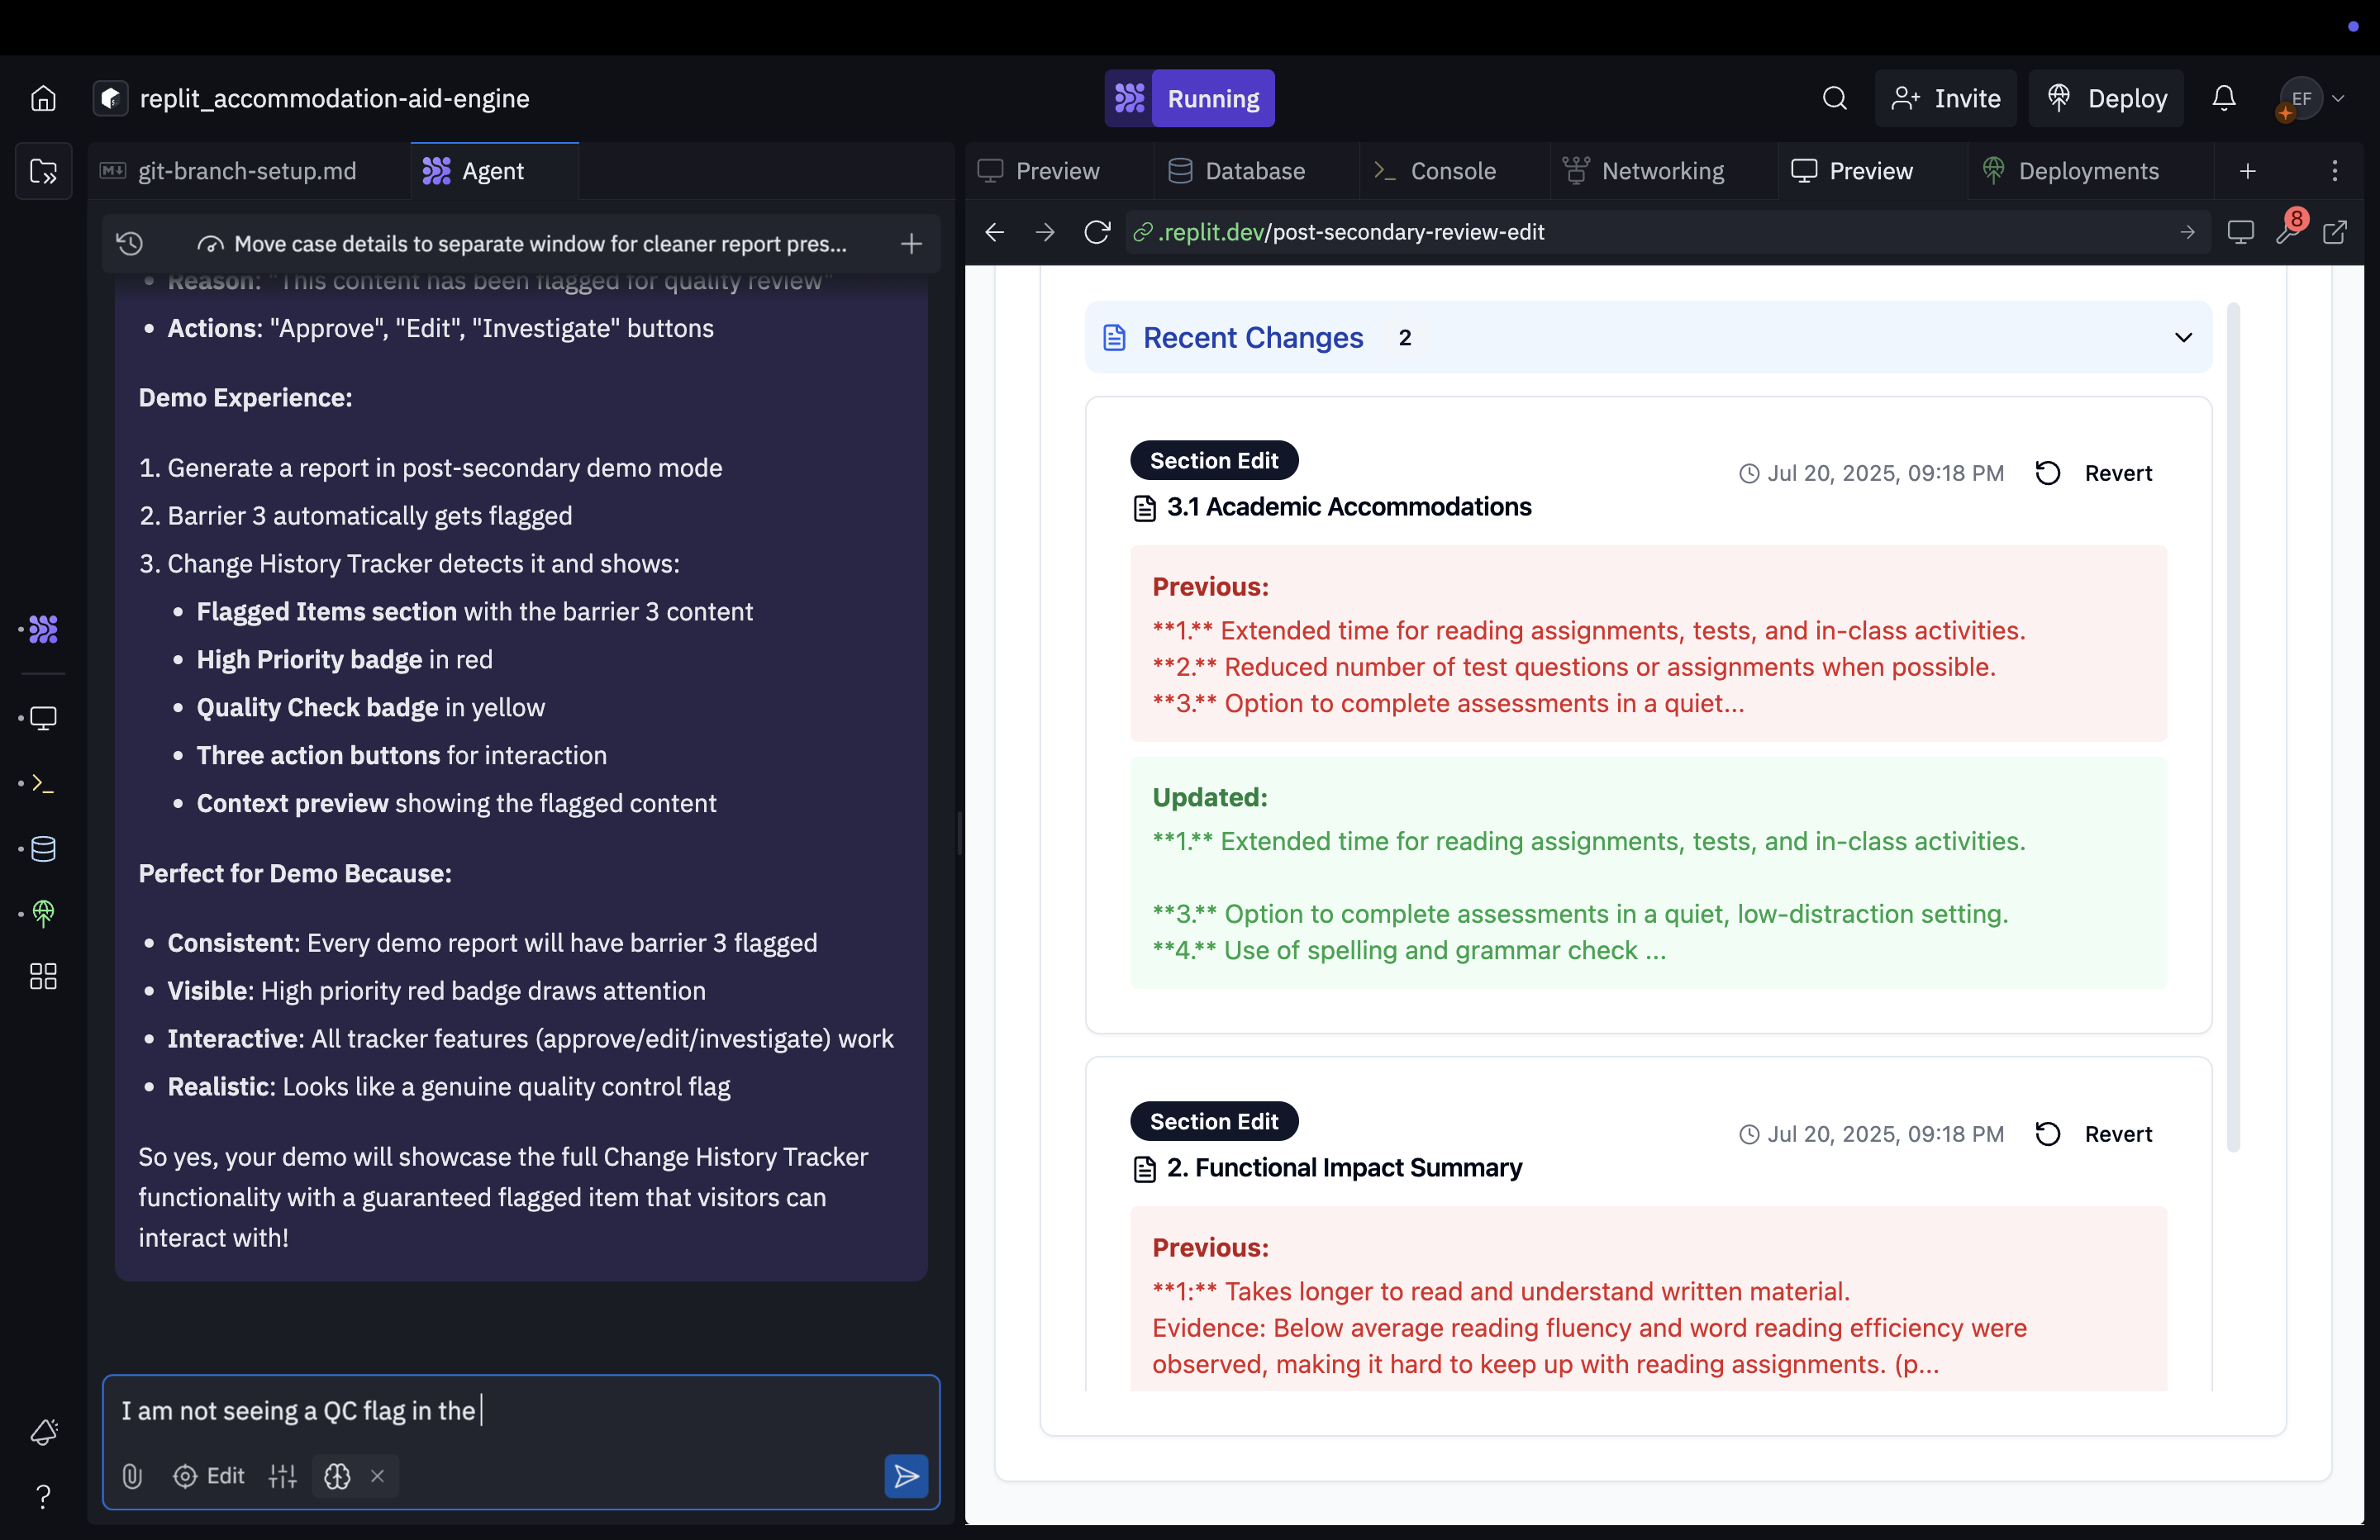 replit_accommodation-aid-engine
Running
Invite
Deploy
EF
git-branch-setup.md
Agent
Move case details to separate window for cleaner report pres...
• Reason: "This content has been flagged for quality review"
• Actions: "Approve", "Edit", "Investigate" buttons
Demo Experience:
1. Generate a report in post-secondary demo mode
2. Barrier 3 automatically gets flagged
3. Change History Tracker detects it and shows:
• Flagged Items section with the barrier 3 content
• High Priority badge in red
• Quality Check badge in yellow
• Three action buttons for interaction
• Context preview showing the flagged content
Perfect for Demo Because:
• Consistent: Every demo report will have barrier 3 flagged
• Visible: High priority red badge draws attention
• Interactive: All tracker features (approve/edit/investigate) work
• Realistic: Looks like a genuine quality control flag
So yes, your demo will showcase the full Change History Tracker
functionality with a guaranteed flagged item that visitors can
interact with!
I am not seeing a QC flag in the
Edit
Preview
Database
Console
Networking
Preview
Deployments
.replit.dev/post-secondary-review-edit
8
Recent Changes 2
Section Edit
Jul 20, 2025, 09:18 PM
Revert
3.1 Academic Accommodations
Previous:
**1.** Extended time for reading assignments, tests, and in-class activities.
**2.** Reduced number of test questions or assignments when possible.
**3.** Option to complete assessments in a quiet...
Updated:
**1.** Extended time for reading assignments, tests, and in-class activities.
**3.** Option to complete assessments in a quiet, low-distraction setting.
**4.** Use of spelling and grammar check ...
Section Edit
Jul 20, 2025, 09:18 PM
Revert
2. Functional Impact Summary
Previous:
**1:** Takes longer to read and understand written material.
Evidence: Below average reading fluency and word reading efficiency were
observed, making it hard to keep up with reading assignments. (p...